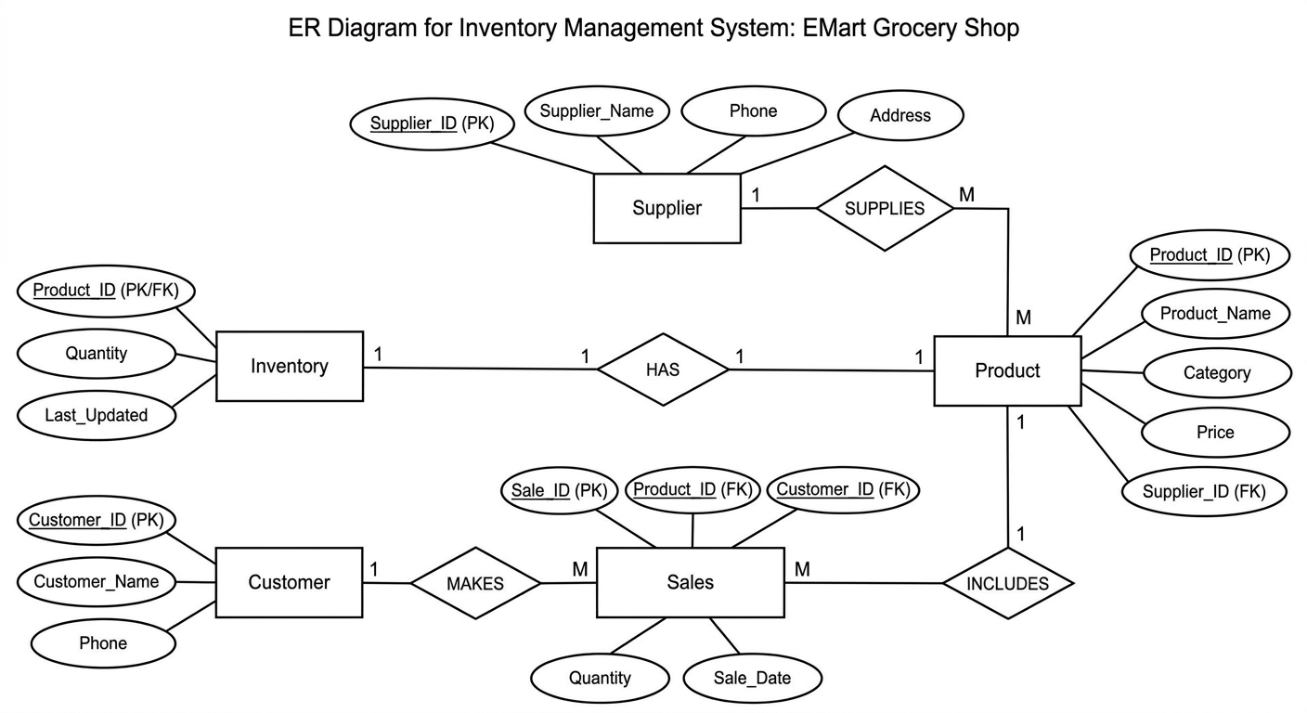 ER Diagram for Inventory Management System: EMart Grocery Shop
Supplier_ID (PK)
Supplier_Name
Phone
Address
Supplier
1
SUPPLIES
M
M
Product_ID (PK)
Product_Name
Category
Price
Supplier_ID (FK)
Product
Product_ID (PK/FK)
Quantity
Last_Updated
Inventory
1
1
HAS
1
1
1
1
Customer_ID (PK)
Customer_Name
Phone
Customer
1
MAKES
M
Sale_ID (PK)
Product_ID (FK)
Customer_ID (FK)
Sales
M
INCLUDES
Quantity
Sale_Date